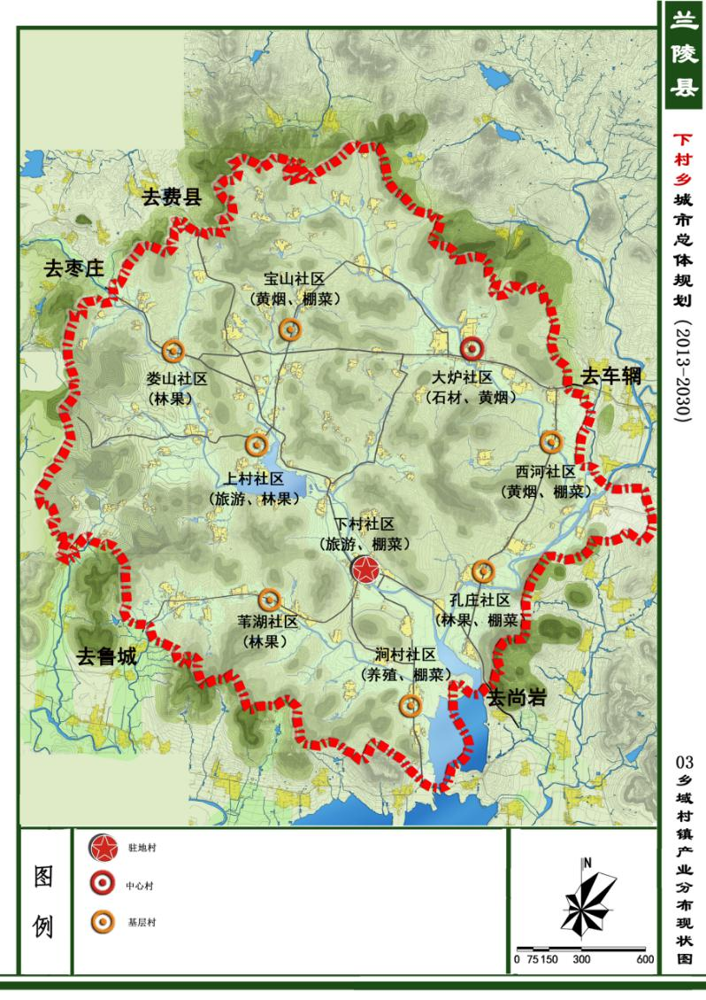 兰陵县
下村乡城市总体规划 (2013-2030)
03乡域村镇产业分布现状图
去费县
去枣庄
宝山社区
(黄烟、棚菜)
娄山社区
(林果)
大炉社区
(石材、黄烟)
去车辋
上村社区
(旅游、林果)
西河社区
(黄烟、棚菜)
下村社区
(旅游、棚菜)
孔庄社区
(林果、棚菜)
苇湖社区
(林果)
去鲁城
涧村社区
(养殖、棚菜)
去尚岩
图例
驻地村
中心村
基层村
N
0 75 150 300 600